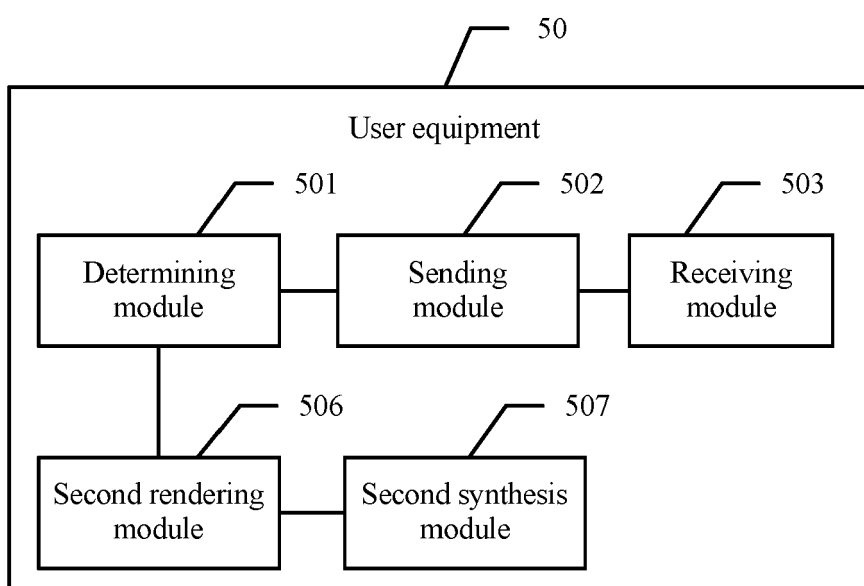 50
User equipment
501
502
503
Determining
module
Sending
module
Receiving
module
506
507
Second rendering
module
Second synthesis
module